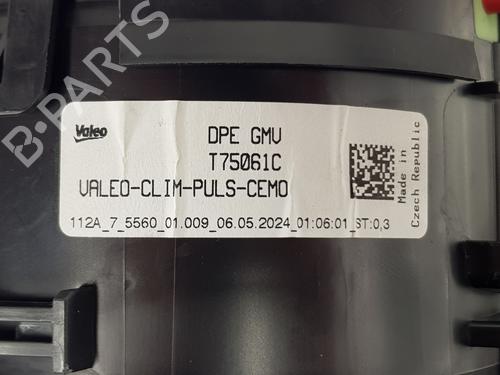 Valeo
DPE GMV
T75061C
VALEO-CLIM-PULS-CEMO
112A_7_5560_01.009_06.05.2024_01:06:01_ST:0,3
Made in
Czech Republic
B-PARTS